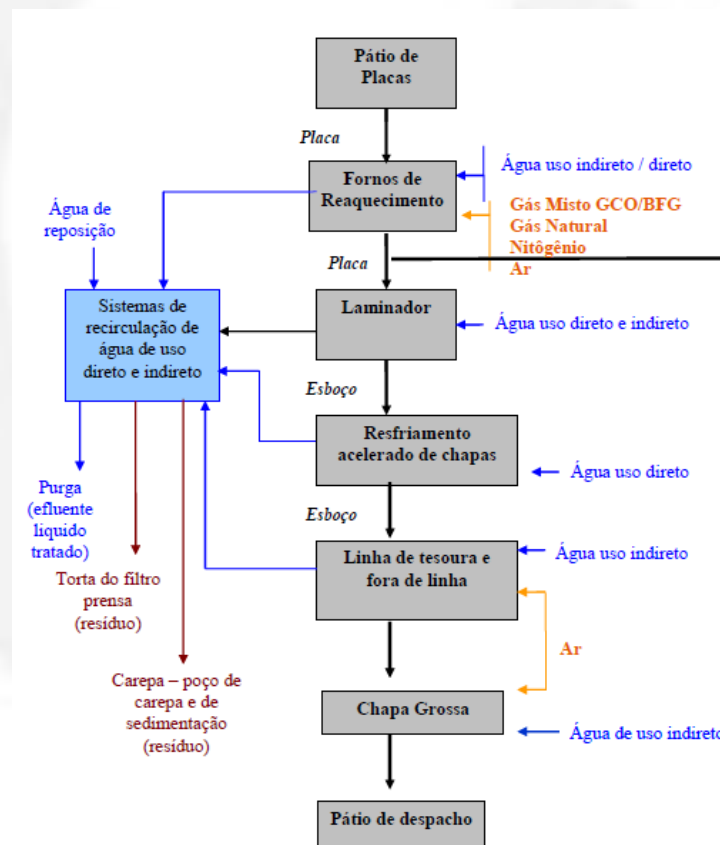 Pátio de
Placas
Placa
Água uso indireto / direto
Fornos de
Reaquecimento
Gás Misto GCO/BFG
Gás Natural
Nitôgênio
Ar
Água de
reposição
Placa
Sistemas de
recirculação de
água de uso
direto e indireto
Laminador
Água uso direto e indireto
Esboço
Resfriamento
acelerado de chapas
Água uso direto
Purga
(efluente
liquido
tratado)
Esboço
Linha de tesoura e
fora de linha
Água uso indireto
Torta do filtro
prensa
(resíduo)
Ar
Carepa – poço de
carepa e de
sedimentação
(resíduo)
Chapa Grossa
Água de uso indireto
Pátio de despacho